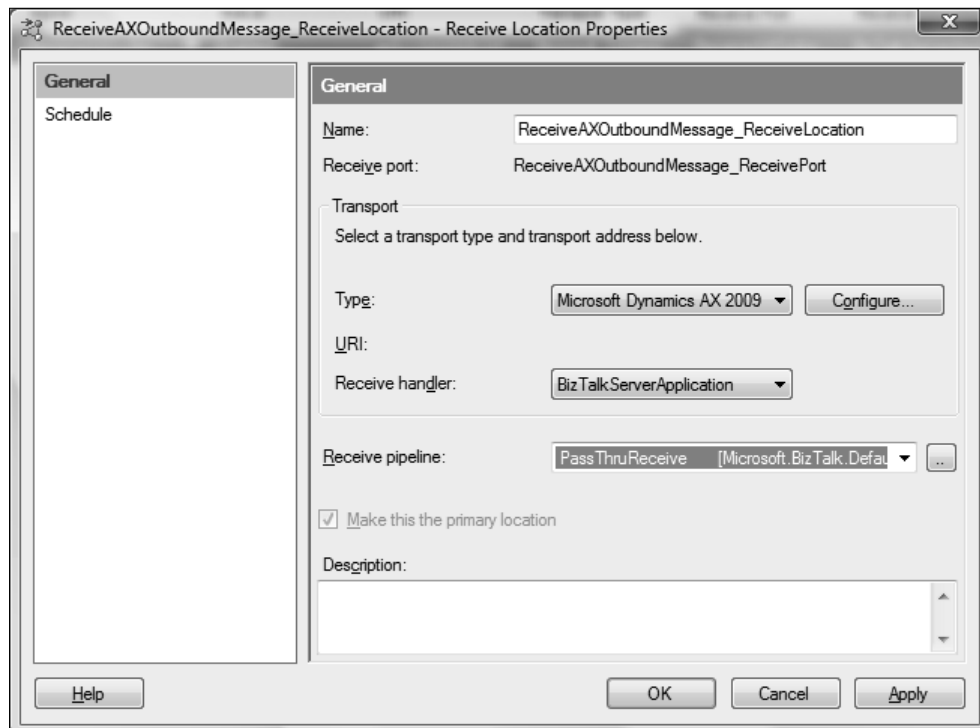 ReceiveAXOutboundMessage_ReceiveLocation - Receive Location Properties
General
Schedule
General
Name: ReceiveAXOutboundMessage_ReceiveLocation
Receive port: ReceiveAXOutboundMessage_ReceivePort
Transport
Select a transport type and transport address below.
Type: Microsoft Dynamics AX 2009 Configure...
URI:
Receive handler: BizTalkServerApplication
Receive pipeline: PassThruReceive [Microsoft.BizTalk.Defau ..
Make this the primary location
Description:
Help OK Cancel Apply